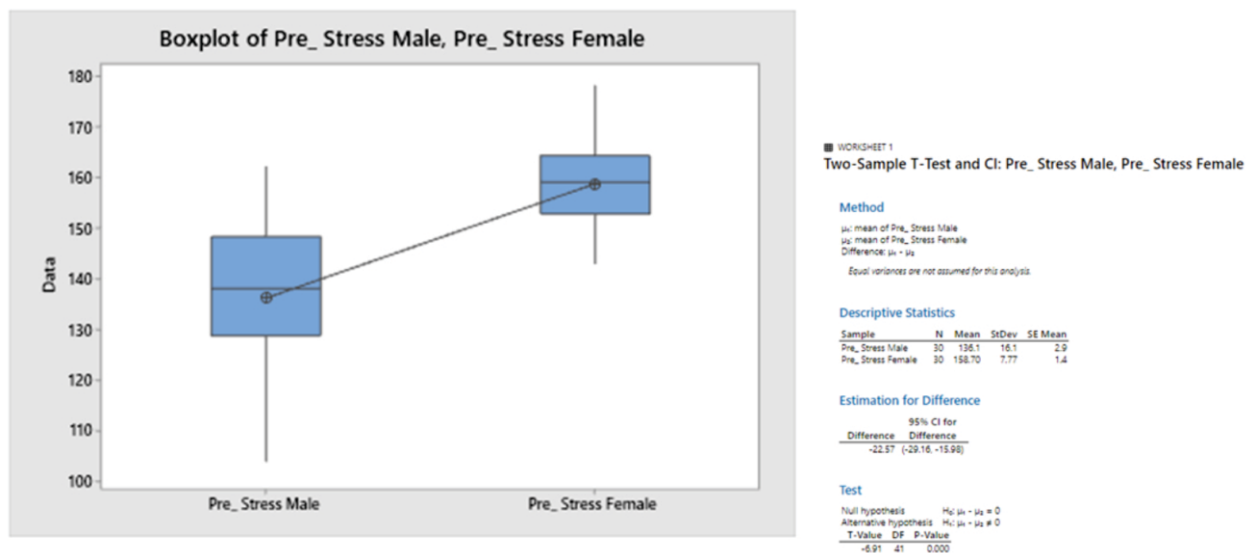 Boxplot of Pre_ Stress Male, Pre_ Stress Female
180
170
160
150
140
130
120
110
100
Data
Pre_ Stress Male Pre_ Stress Female
WORKSHEET 1
Two-Sample T-Test and CI: Pre_ Stress Male, Pre_ Stress Female
Method
μ₁: mean of Pre_ Stress Male
μ₂: mean of Pre_ Stress Female
Difference: μ₁ - μ₂
Equal variances are not assumed for this analysis.
Descriptive Statistics
Sample N Mean StDev SE Mean
Pre_ Stress Male 30 136.1 16.1 2.9
Pre_ Stress Female 30 158.70 7.77 1.4
Estimation for Difference
95% CI for
Difference Difference
-22.57 (-29.16, -15.98)
Test
Null hypothesis H₀: μ₁ - μ₂ = 0
Alternative hypothesis H₁: μ₁ - μ₂ ≠ 0
T-Value DF P-Value
-6.91 41 0.000